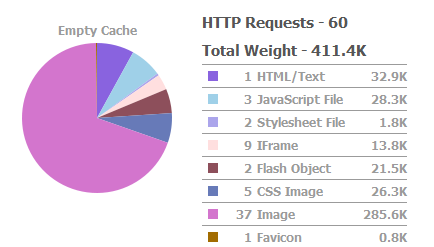 Empty Cache
HTTP Requests - 60
Total Weight - 411.4K
1 HTML/Text 32.9K
3 JavaScript File 28.3K
2 Stylesheet File 1.8K
9 IFrame 13.8K
2 Flash Object 21.5K
5 CSS Image 26.3K
37 Image 285.6K
1 Favicon 0.8K